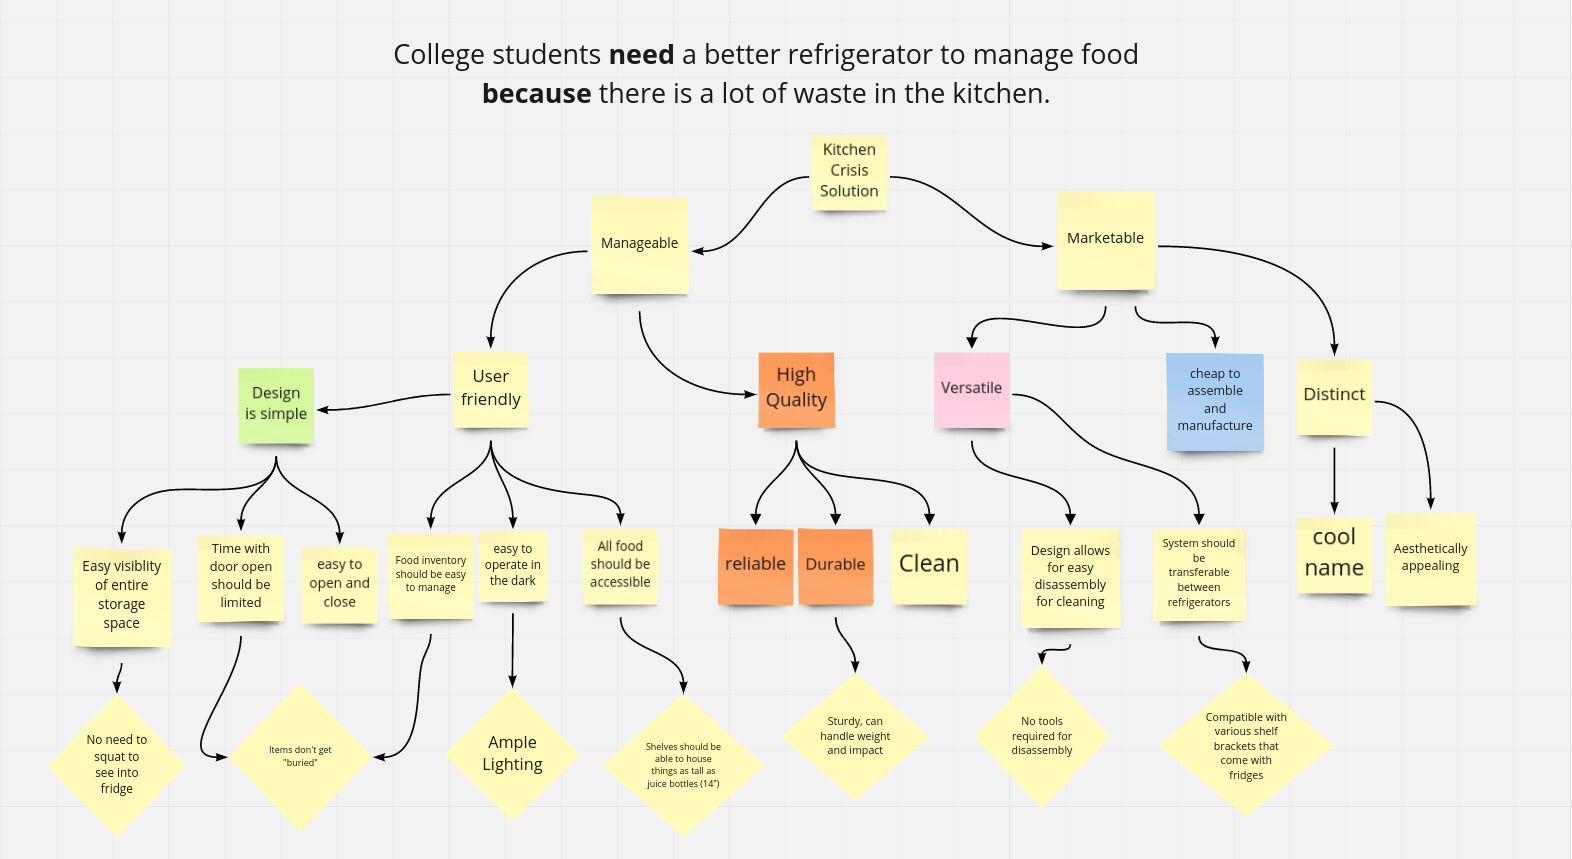 College students need a better refrigerator to manage food
because there is a lot of waste in the kitchen.
Kitchen
Crisis
Solution
Manageable
Marketable
Design
is simple
User
friendly
High
Quality
Versatile
cheap to
assemble
and
manufacture
Distinct
Easy visiblity
of entire
storage
space
Time with
door open
should be
limited
easy to
open and
close
Food inventory
should be easy
to manage
easy to
operate in
the dark
All food
should be
accessible
reliable
Durable
Clean
Design allows
for easy
disassembly
for cleaning
System should
be
transferable
between
refrigerators
cool
name
Aesthetically
appealing
No need to
squat to
see into
fridge
Items don't get
"buried"
Ample
Lighting
Shelves should be
able to house
things as tall as
juice bottles (14")
Sturdy, can
handle weight
and impact
No tools
required for
disassembly
Compatible with
various shelf
brackets that
come with
fridges